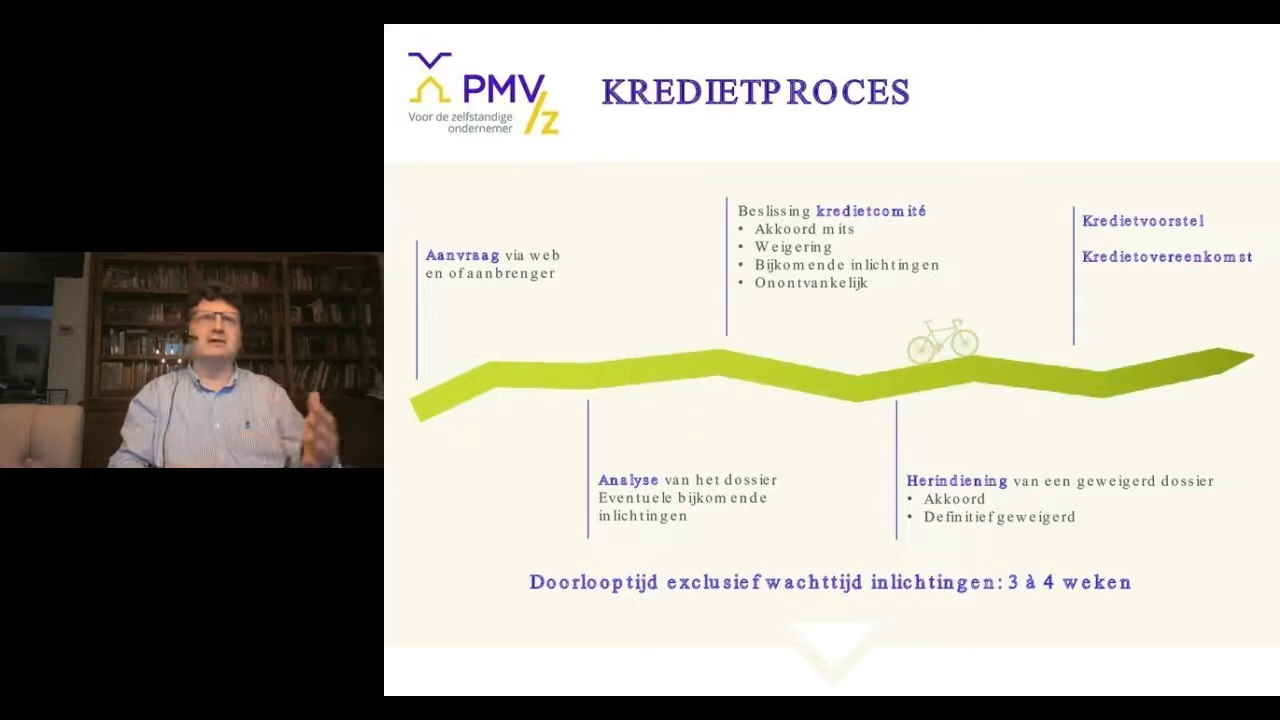 PMV/z
Voor de zelfstandige
ondernemer
KREDIETPROCES
Aanvraag via web
en of aanbrenger
Beslissing kredietcomité
• Akkoord mits
• Weigering
• Bijkomende inlichtingen
• Onontvankelijk
Kredietvoorstel
Kredietovereenkomst
Analyse van het dossier
Eventuele bijkomende
inlichtingen
Herindiening van een geweigerd dossier
• Akkoord
• Definitief geweigerd
Doorlooptijd exclusief wachttijd inlichtingen: 3 à 4 weken